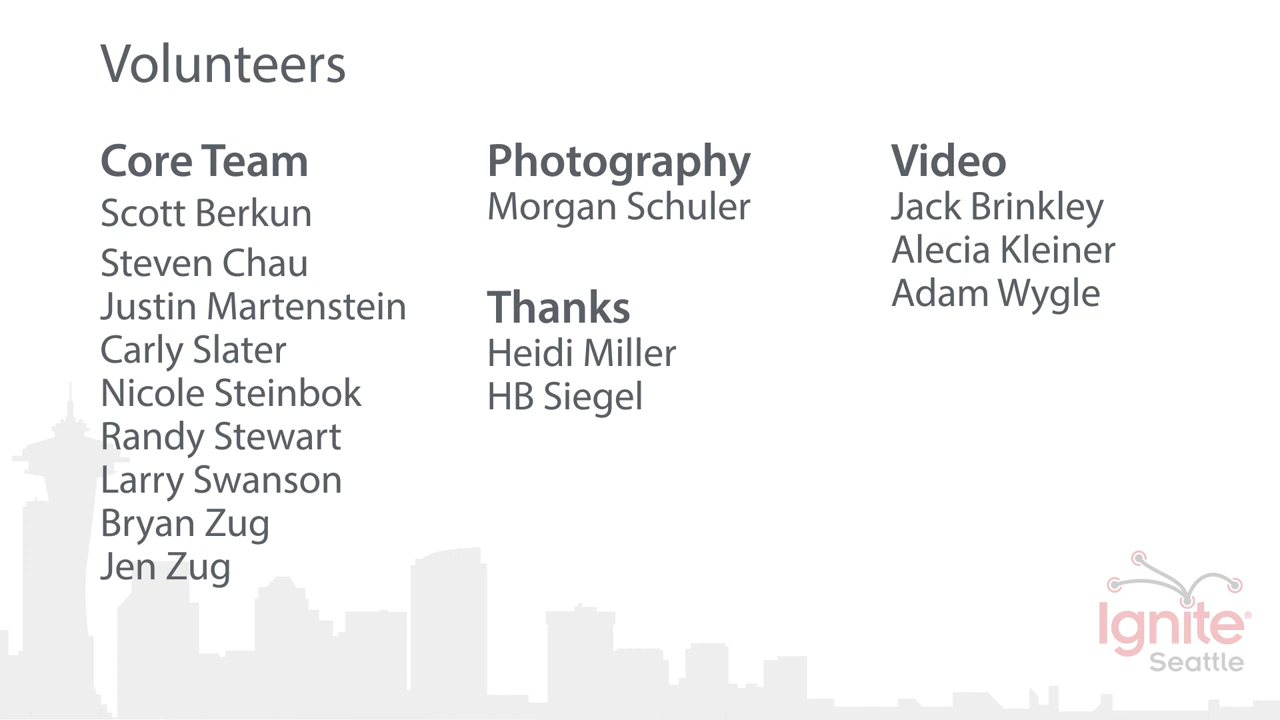 Volunteers
Core Team
Scott Berkun
Steven Chau
Justin Martenstein
Carly Slater
Nicole Steinbok
Randy Stewart
Larry Swanson
Bryan Zug
Jen Zug
Photography
Morgan Schuler
Thanks
Heidi Miller
HB Siegel
Video
Jack Brinkley
Alecia Kleiner
Adam Wygle
Ignite®
Seattle